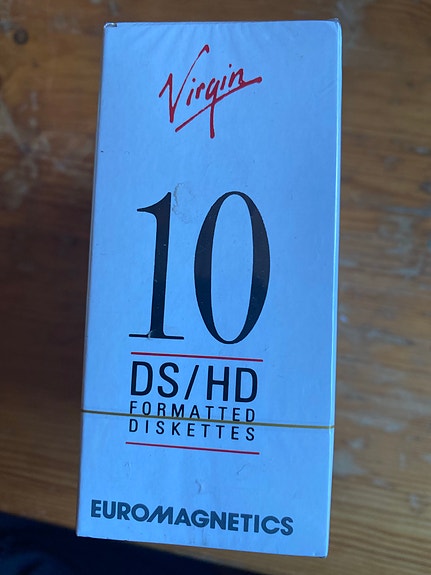 Virgin
10
DS/HD
FORMATTED
DISKETTES
EUROMAGNETICS